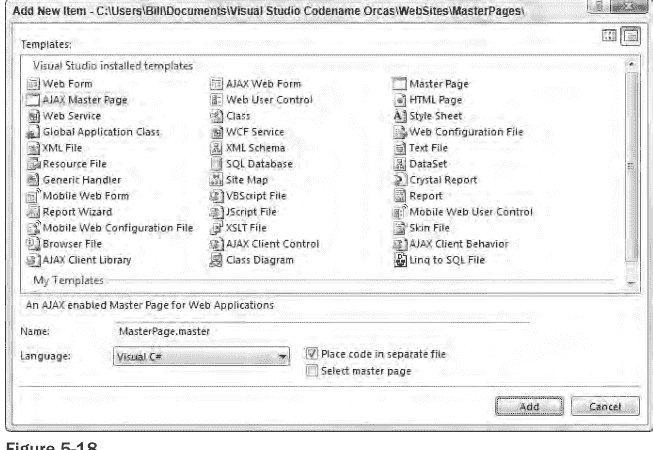 Add New Item - C:\Users\Bill\Documents\Visual Studio Codename Orcas\WebSites\MasterPages\
Templates:
Visual Studio installed templates
Web Form AJAX Web Form Master Page
AJAX Master Page Web User Control HTML Page
Web Service Class Style Sheet
Global Application Class WCF Service Web Configuration File
XML File XML Schema Text File
Resource File SQL Database DataSet
Generic Handler Site Map Crystal Report
Mobile Web Form VBScript File Report
Report Wizard JScript File Mobile Web User Control
Mobile Web Configuration File XSLT File Skin File
Browser File AJAX Client Control AJAX Client Behavior
AJAX Client Library Class Diagram Linq to SQL File
My Templates
An AJAX enabled Master Page for Web Applications
Name: MasterPage.master
Language: Visual C# Place code in separate file
Select master page
Add Cancel
Figure 5-18